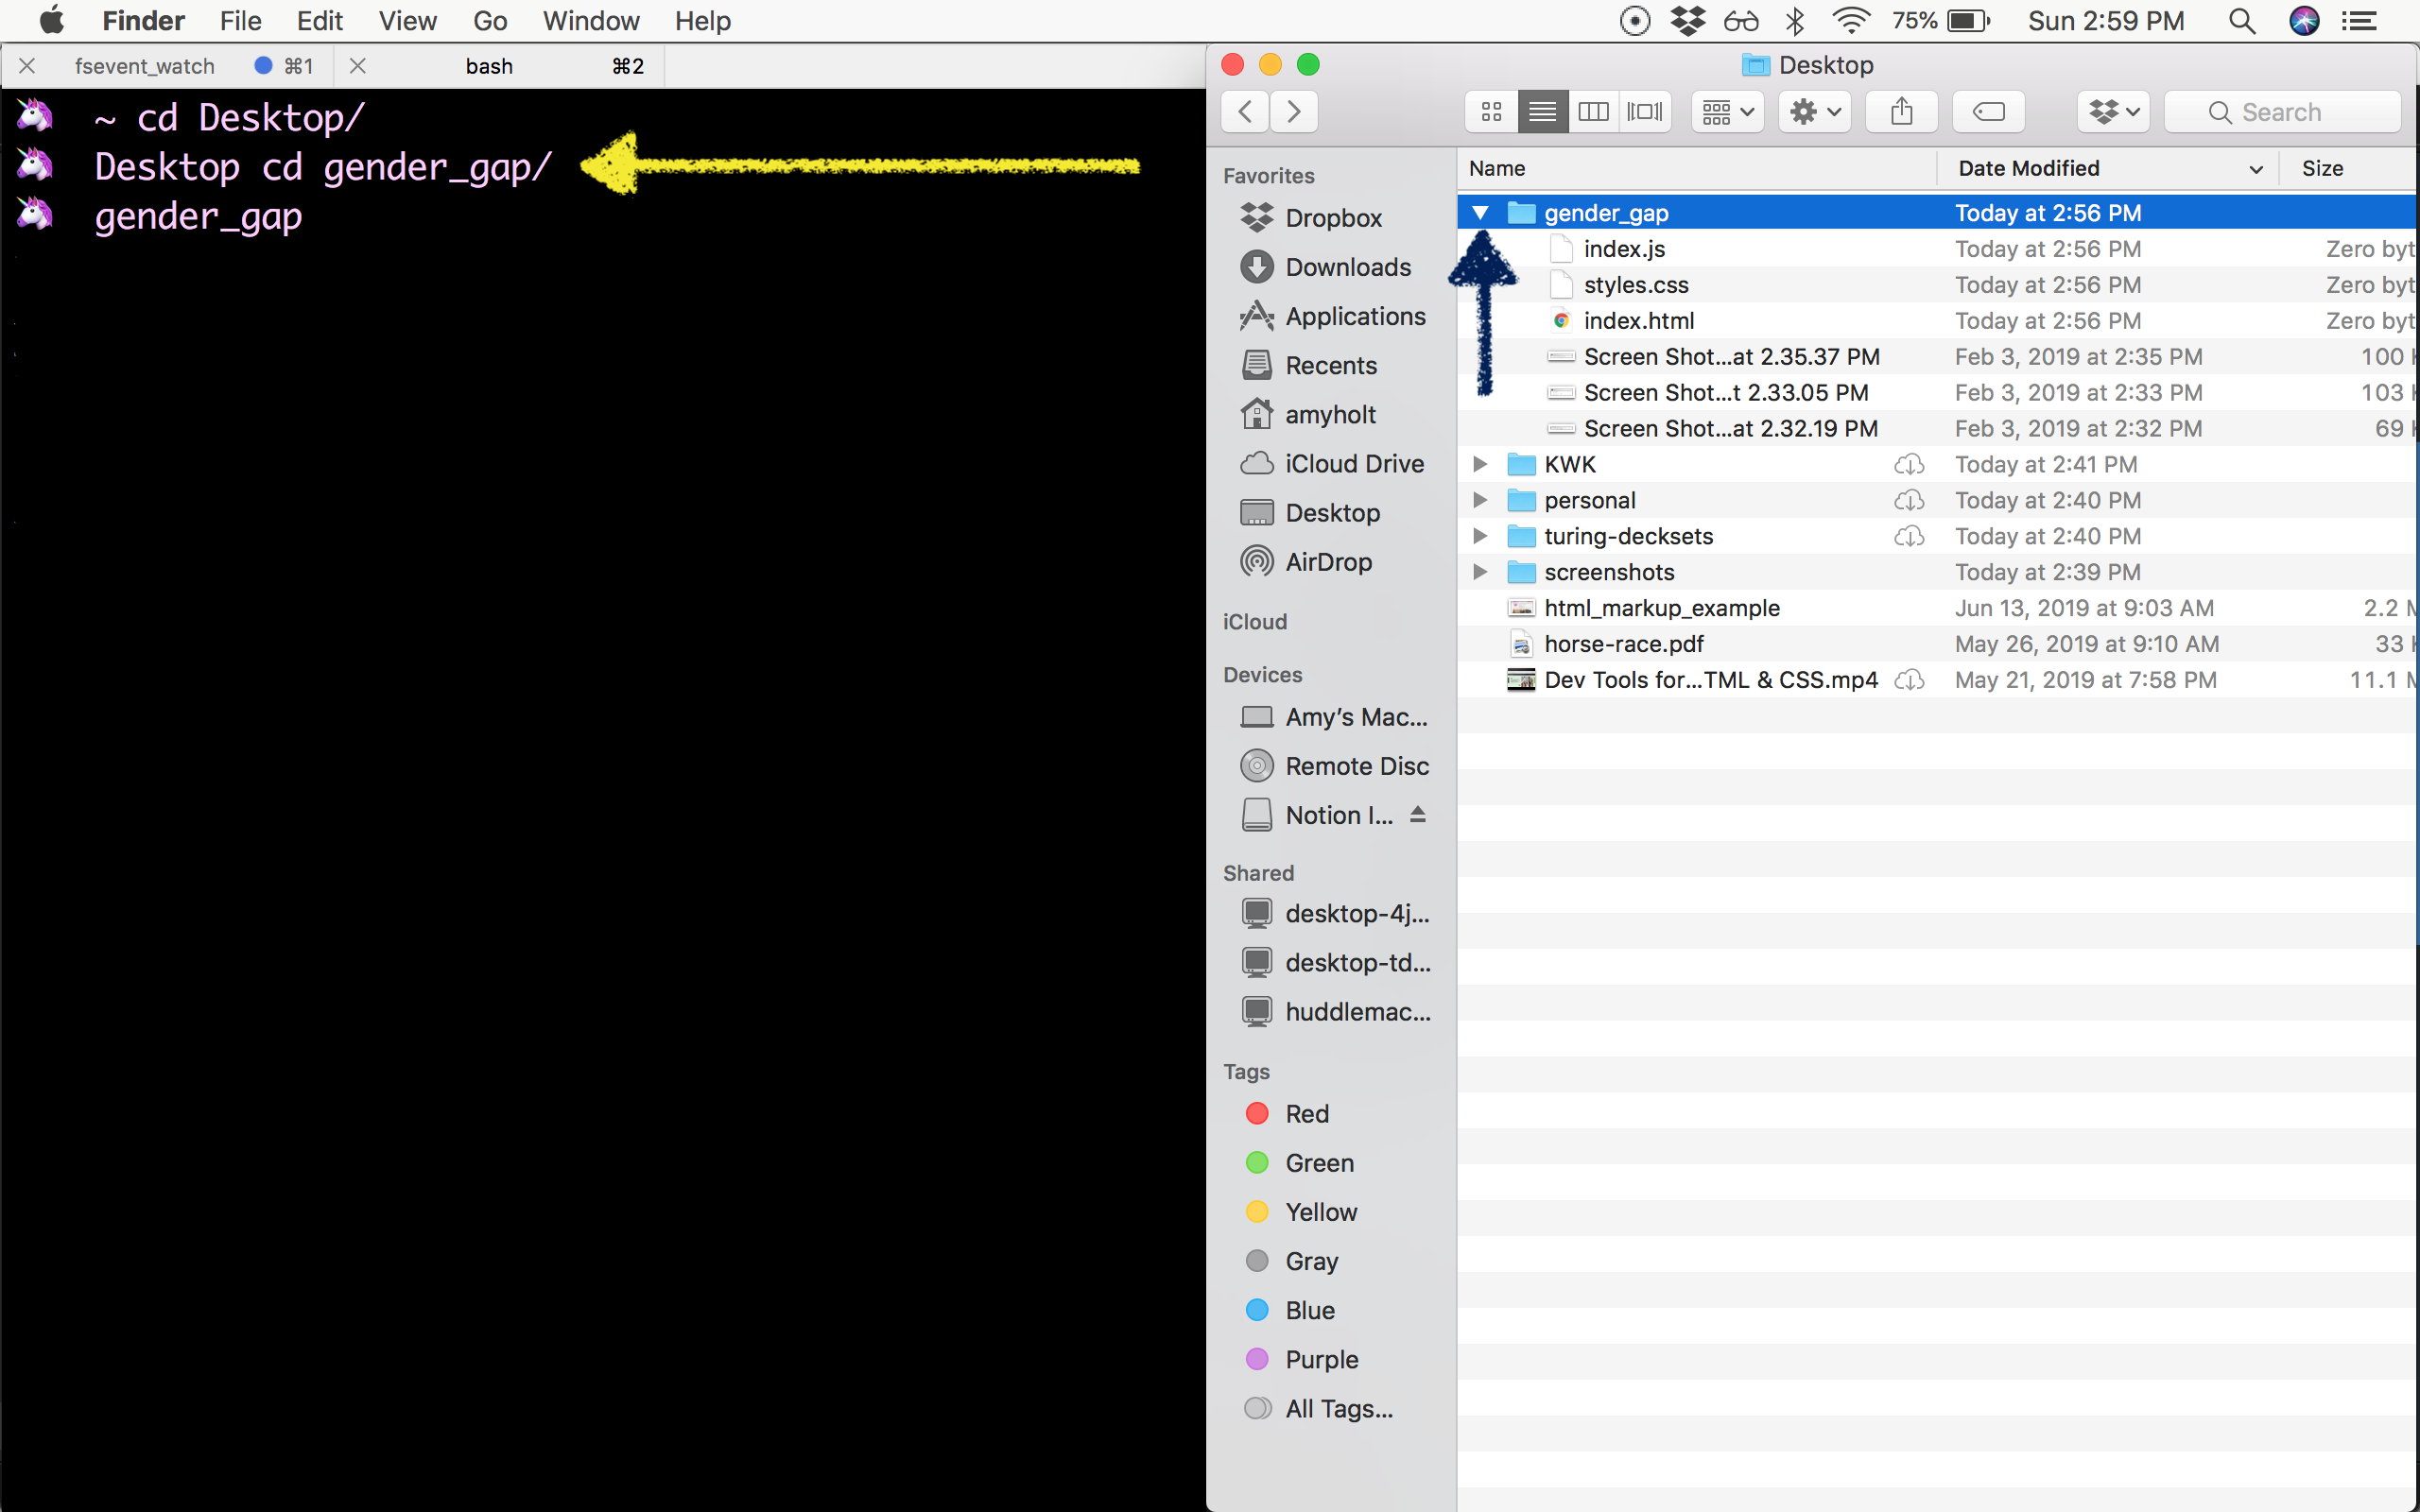 Finder File Edit View Go Window Help 75% Sun 2:59 PM
fsevent_watch ⌘1 bash ⌘2
~ cd Desktop/
Desktop cd gender_gap/
gender_gap
Desktop
Search
Favorites
Dropbox
Downloads
Applications
Recents
amyholt
iCloud Drive
Desktop
AirDrop
iCloud
Devices
Amy’s Mac...
Remote Disc
Notion I...
Shared
desktop-4j...
desktop-td...
huddlemac...
Tags
Red
Green
Yellow
Gray
Blue
Purple
All Tags...
Name Date Modified Size
gender_gap Today at 2:56 PM
index.js Today at 2:56 PM Zero byt
styles.css Today at 2:56 PM Zero byt
index.html Today at 2:56 PM Zero byt
Screen Shot...at 2.35.37 PM Feb 3, 2019 at 2:35 PM 100
Screen Shot...t 2.33.05 PM Feb 3, 2019 at 2:33 PM 103
Screen Shot...at 2.32.19 PM Feb 3, 2019 at 2:32 PM 69
KWK Today at 2:41 PM
personal Today at 2:40 PM
turing-decksets Today at 2:40 PM
screenshots Today at 2:39 PM
html_markup_example Jun 13, 2019 at 9:03 AM 2.2
horse-race.pdf May 26, 2019 at 9:10 AM 33
Dev Tools for...TML & CSS.mp4 May 21, 2019 at 7:58 PM 11.1